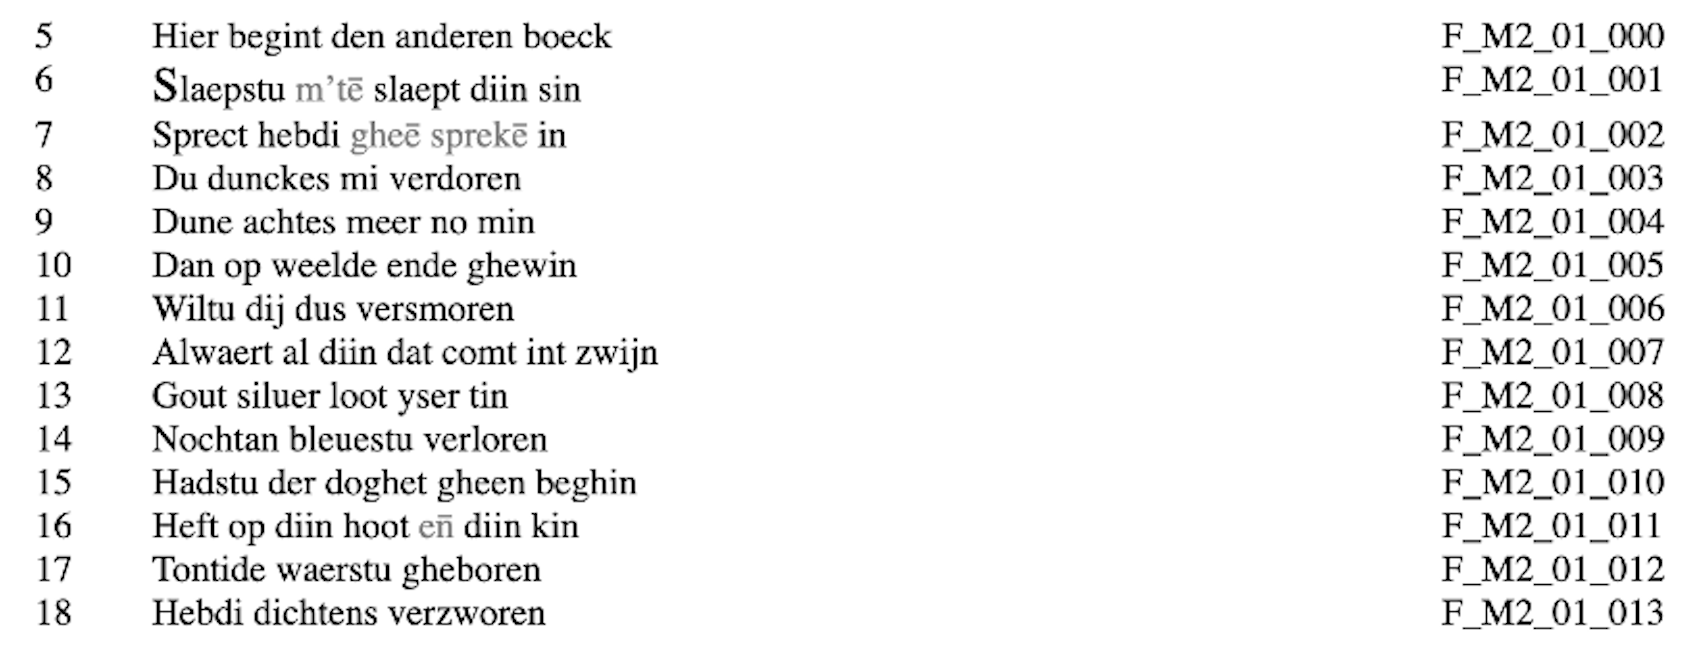 5 Hier begint den anderen boeck F_M2_01_000
6 Slaepstu m’tē slaept diin sin F_M2_01_001
7 Sprect hebdi gheē sprekē in F_M2_01_002
8 Du dunckes mi verdoren F_M2_01_003
9 Dune achtes meer no min F_M2_01_004
10 Dan op weelde ende ghewin F_M2_01_005
11 Wiltu dij dus versmoren F_M2_01_006
12 Alwaert al diin dat comt int zwijn F_M2_01_007
13 Gout siluer loot yser tin F_M2_01_008
14 Nochtan bleuestu verloren F_M2_01_009
15 Hadstu der doghet gheen beghin F_M2_01_010
16 Heft op diin hoot en̄ diin kin F_M2_01_011
17 Tontide waerstu gheboren F_M2_01_012
18 Hebdi dichtens verzworen F_M2_01_013